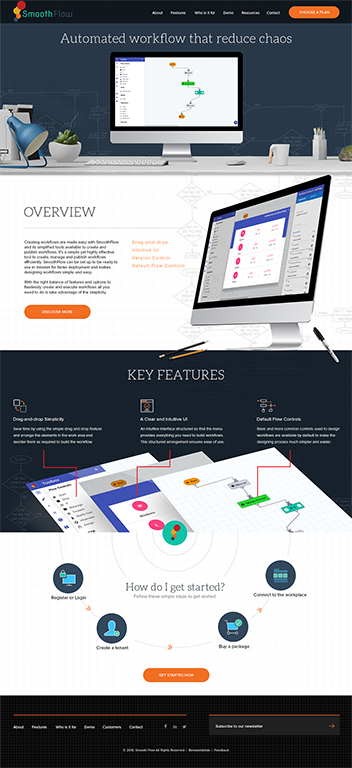 SmoothFlow
About Features Who is it for Demo Resources Contact
CHOOSE A PLAN
Automated workflow that reduce chaos
OVERVIEW
Creating workflows are made easy with SmoothFlow
and its simplified tools available to create and
publish workflows. It's a simple yet highly effective
tool to create, manage and publish workflows
efficiently. SmoothFlow can be set up to be ready to
use in minutes for faster deployment and makes
designing workflows simple and easy.
With the right balance of features and options to
flawlessly create and execute workflows all you
need to do is take advantage of the simplicity.
Drag-and-drop
Intuitive UI
Version Control
Default Flow Controls
DISCOVER MORE
KEY FEATURES
Drag-and-drop Simplicity
Save time by using the simple drag and drop feature
and arrange the elements in the work area and
reorder them as required to build the workflow.
A Clear and Intuitive UI
An intuitive interface structured so that the menu
provides everything you need to build workflows.
This structured arrangement ensures ease of use.
Default Flow Controls
Basic and more common controls used to design
workflows are available by default to make the
designing process much simpler and easier.
Flow Controls
How do I get started?
Follow these simple steps to get started
Register or Login
Create a tenant
Buy a package
Connect to the workplace
GET STARTED NOW
About Features Who is it for Demo Customers Contact
Subscribe to our newsletter
© 2016, Smooth Flow All Rights Reserved | Feedback